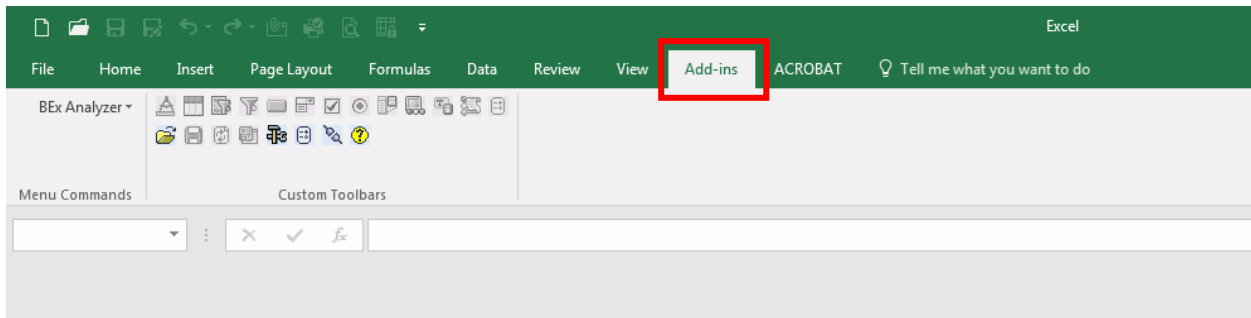 Excel
File Home Insert Page Layout Formulas Data Review View Add-ins ACROBAT Tell me what you want to do
BEx Analyzer
Menu Commands Custom Toolbars
fx